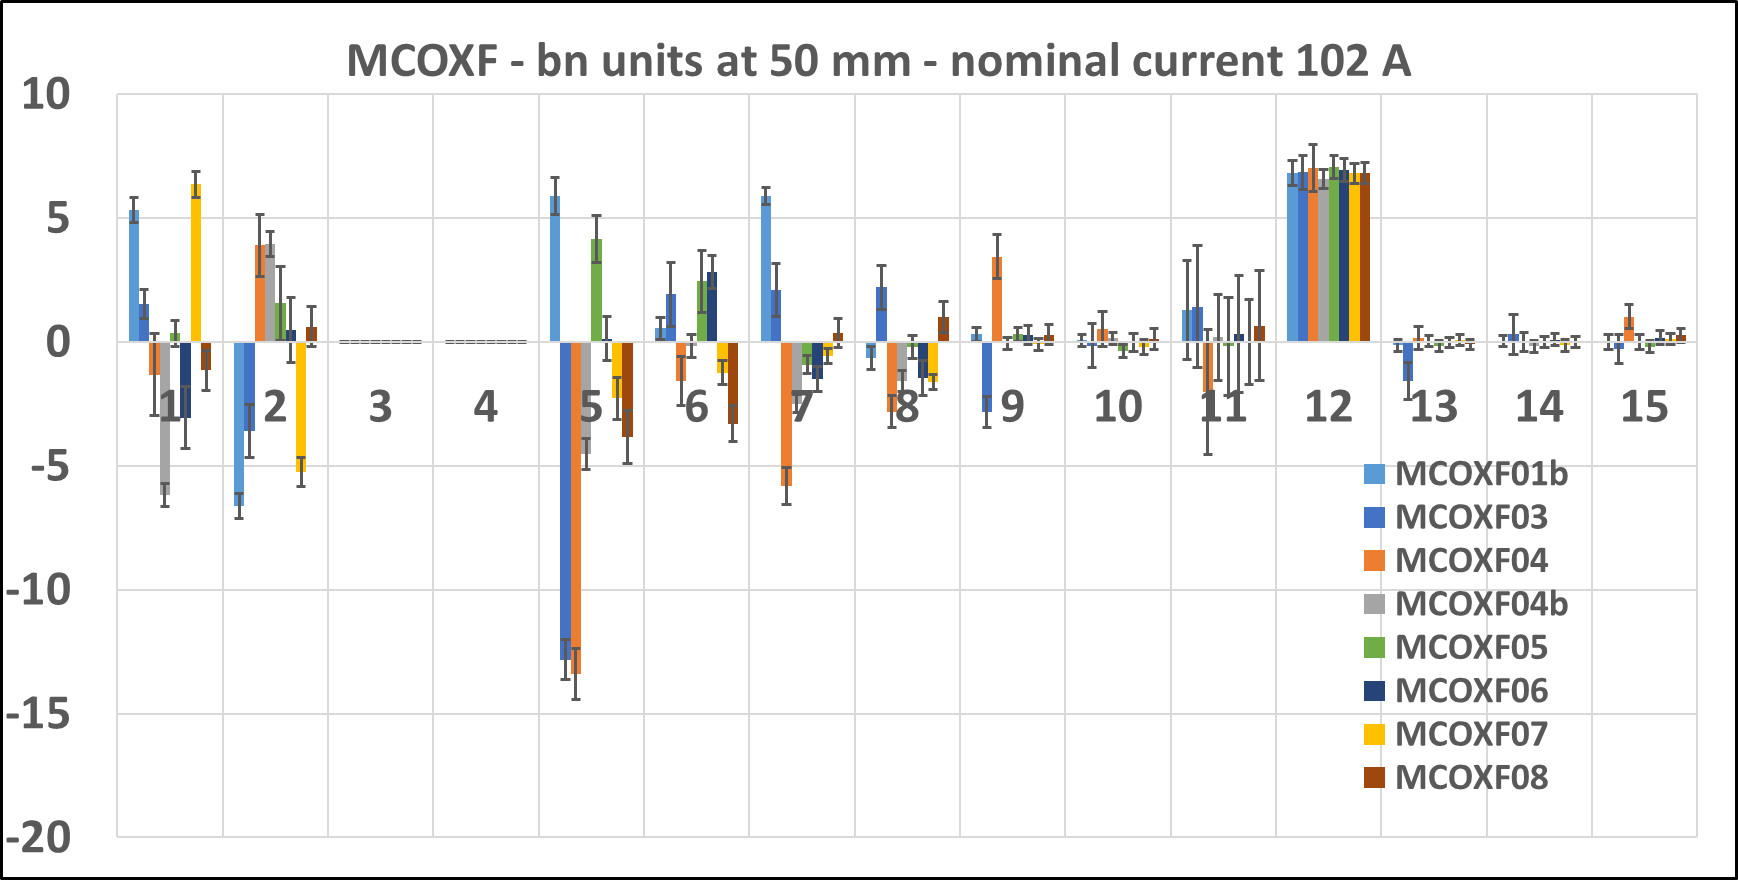 MCOXF - bn units at 50 mm - nominal current 102 A
10
5
0
-5
-10
-15
-20
1 2 3 4 5 6 7 8 9 10 11 12 13 14 15
MCOXF01b
MCOXF03
MCOXF04
MCOXF04b
MCOXF05
MCOXF06
MCOXF07
MCOXF08